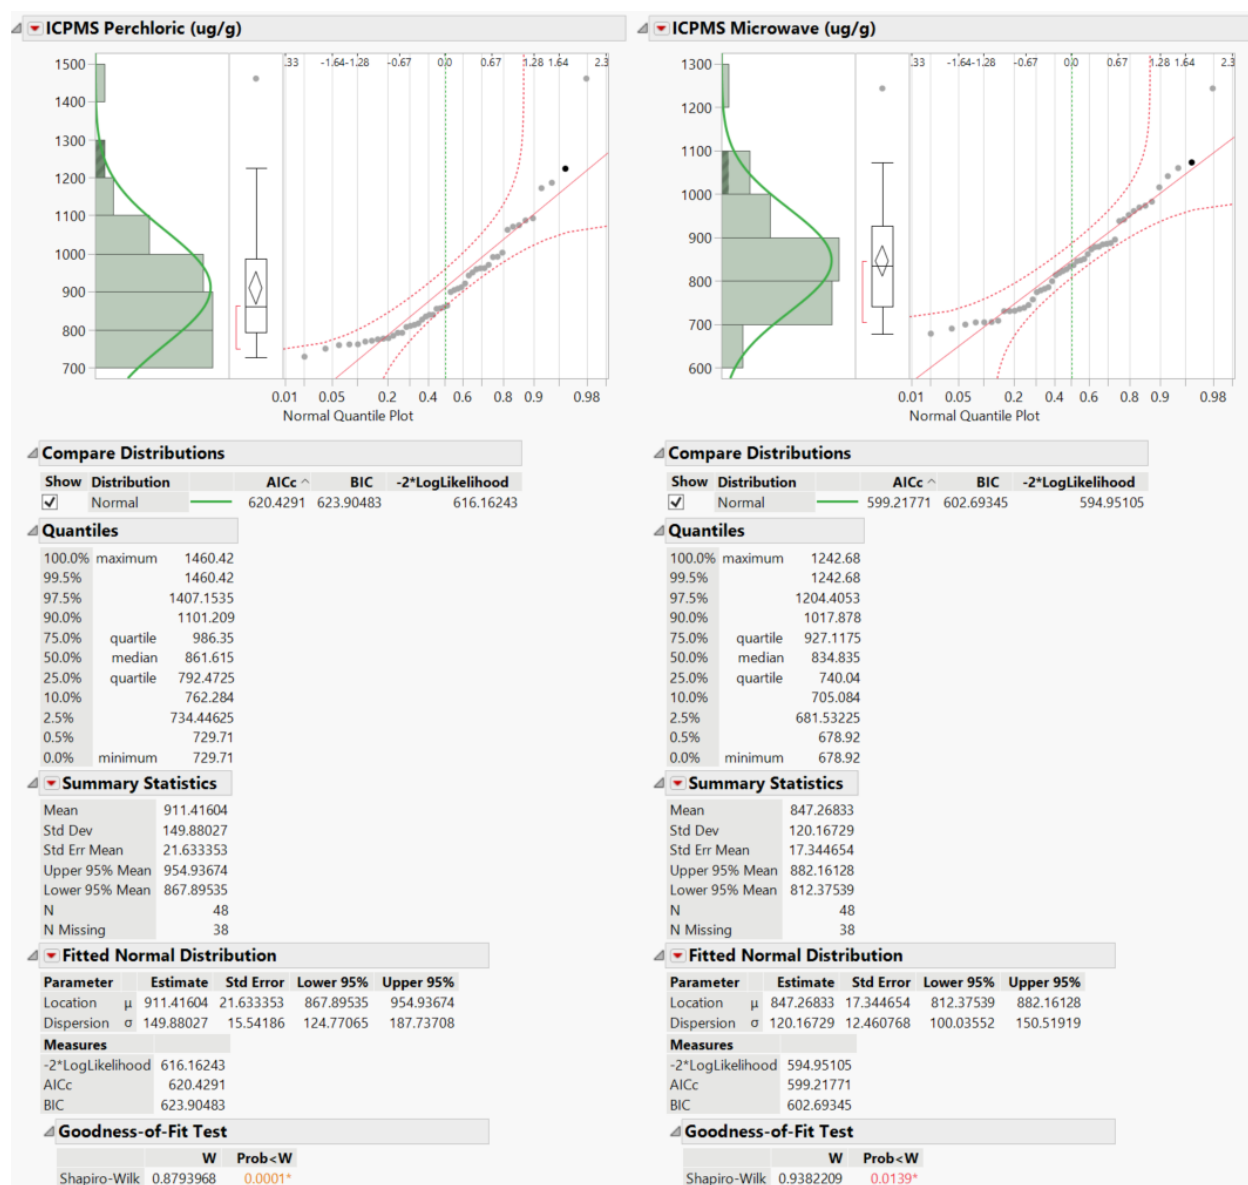 ICPMS Perchloric (ug/g)
1500
1400
1300
1200
1100
1000
900
800
700
.33 -1.64 -1.28 -0.67 0.0 0.67 1.28 1.64 2.3
0.01 0.05 0.2 0.4 0.6 0.8 0.9 0.98
Normal Quantile Plot
Compare Distributions
Show Distribution AICc ^ BIC -2*LogLikelihood
Normal 620.4291 623.90483 616.16243
Quantiles
100.0% maximum 1460.42
99.5% 1460.42
97.5% 1407.1535
90.0% 1101.209
75.0% quartile 986.35
50.0% median 861.615
25.0% quartile 792.4725
10.0% 762.284
2.5% 734.44625
0.5% 729.71
0.0% minimum 729.71
Summary Statistics
Mean 911.41604
Std Dev 149.88027
Std Err Mean 21.633353
Upper 95% Mean 954.93674
Lower 95% Mean 867.89535
N 48
N Missing 38
Fitted Normal Distribution
Parameter Estimate Std Error Lower 95% Upper 95%
Location μ 911.41604 21.633353 867.89535 954.93674
Dispersion σ 149.88027 15.54186 124.77065 187.73708
Measures
-2*LogLikelihood 616.16243
AICc 620.4291
BIC 623.90483
Goodness-of-Fit Test
W Prob<W
Shapiro-Wilk 0.8793968 0.0001*
ICPMS Microwave (ug/g)
1300
1200
1100
1000
900
800
700
600
.33 -1.64 -1.28 -0.67 0.0 0.67 1.28 1.64 2.3
0.01 0.05 0.2 0.4 0.6 0.8 0.9 0.98
Normal Quantile Plot
Compare Distributions
Show Distribution AICc ^ BIC -2*LogLikelihood
Normal 599.21771 602.69345 594.95105
Quantiles
100.0% maximum 1242.68
99.5% 1242.68
97.5% 1204.4053
90.0% 1017.878
75.0% quartile 927.1175
50.0% median 834.835
25.0% quartile 740.04
10.0% 705.084
2.5% 681.53225
0.5% 678.92
0.0% minimum 678.92
Summary Statistics
Mean 847.26833
Std Dev 120.16729
Std Err Mean 17.344654
Upper 95% Mean 882.16128
Lower 95% Mean 812.37539
N 48
N Missing 38
Fitted Normal Distribution
Parameter Estimate Std Error Lower 95% Upper 95%
Location μ 847.26833 17.344654 812.37539 882.16128
Dispersion σ 120.16729 12.460768 100.03552 150.51919
Measures
-2*LogLikelihood 594.95105
AICc 599.21771
BIC 602.69345
Goodness-of-Fit Test
W Prob<W
Shapiro-Wilk 0.9382209 0.0139*